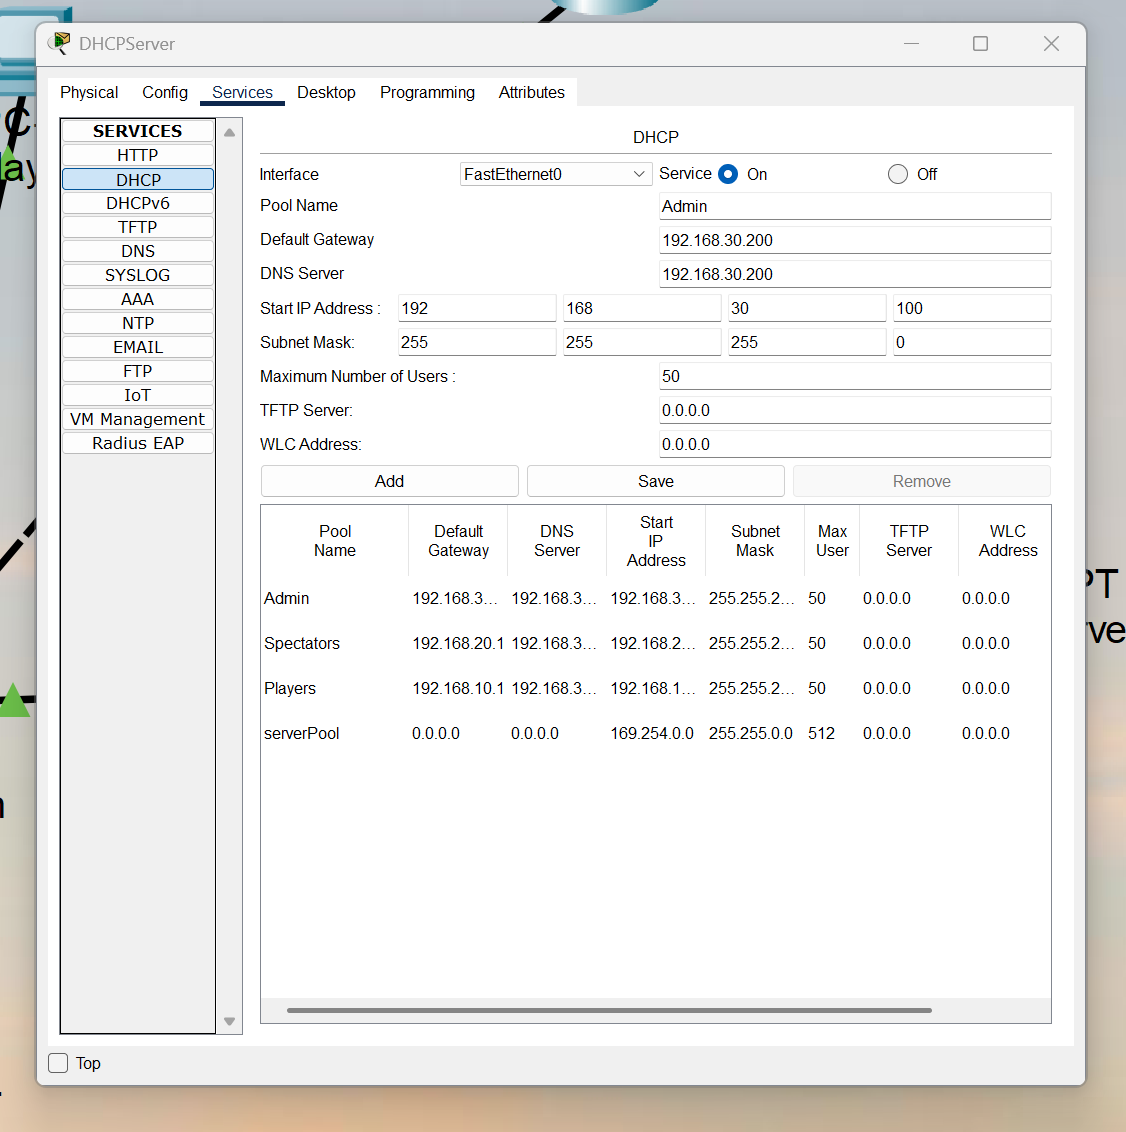 DHCPServer
Physical Config Services Desktop Programming Attributes
SERVICES
HTTP
DHCP
DHCPv6
TFTP
DNS
SYSLOG
AAA
NTP
EMAIL
FTP
IoT
VM Management
Radius EAP
DHCP
Interface FastEthernet0 Service On Off
Pool Name Admin
Default Gateway 192.168.30.200
DNS Server 192.168.30.200
Start IP Address : 192 168 30 100
Subnet Mask: 255 255 255 0
Maximum Number of Users : 50
TFTP Server: 0.0.0.0
WLC Address: 0.0.0.0
Add Save Remove
Pool Name Default Gateway DNS Server Start IP Address Subnet Mask Max User TFTP Server WLC Address
Admin 192.168.3... 192.168.3... 192.168.3... 255.255.2... 50 0.0.0.0 0.0.0.0
Spectators 192.168.20.1 192.168.3... 192.168.2... 255.255.2... 50 0.0.0.0 0.0.0.0
Players 192.168.10.1 192.168.3... 192.168.1... 255.255.2... 50 0.0.0.0 0.0.0.0
serverPool 0.0.0.0 0.0.0.0 169.254.0.0 255.255.0.0 512 0.0.0.0 0.0.0.0
Top